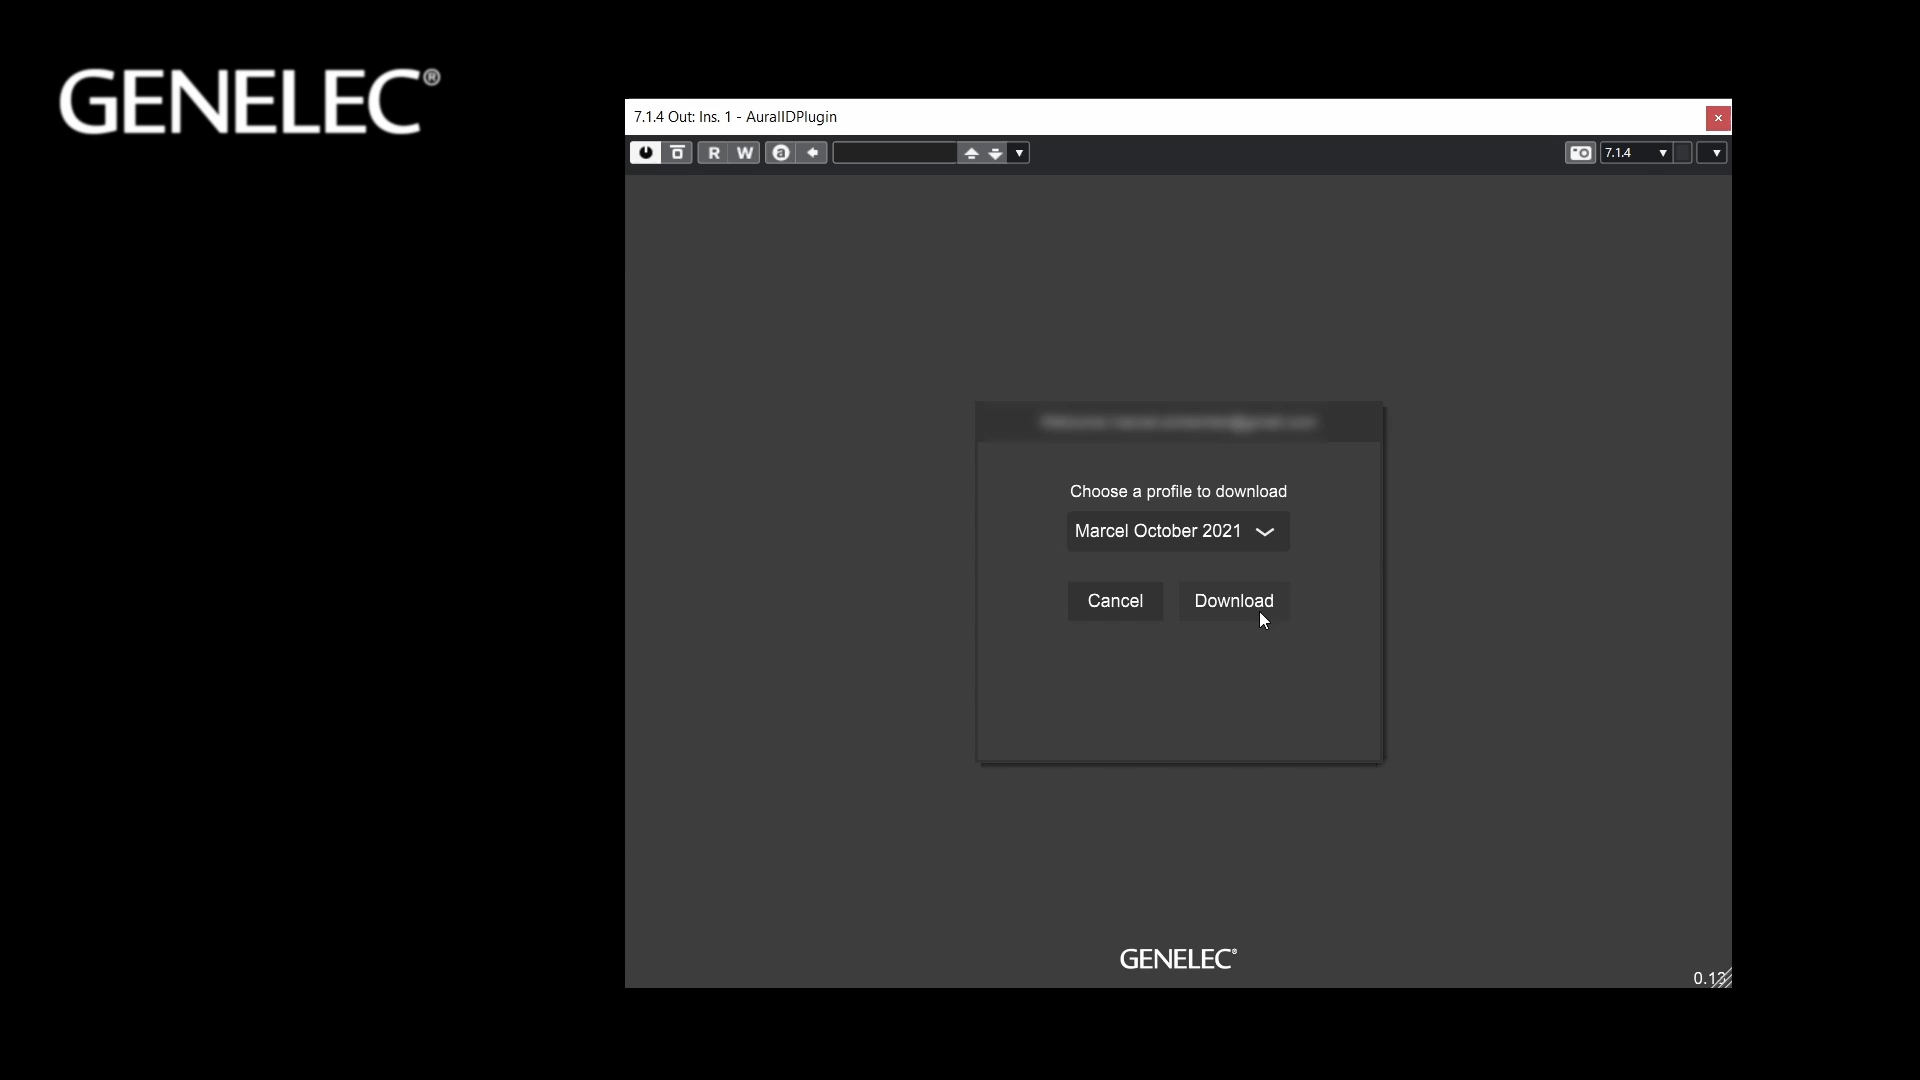 GENELEC®
7.1.4 Out: Ins. 1 - AuralIDPlugin
R W a 7.1.4
Choose a profile to download
Marcel October 2021
Cancel Download
GENELEC®
0.13